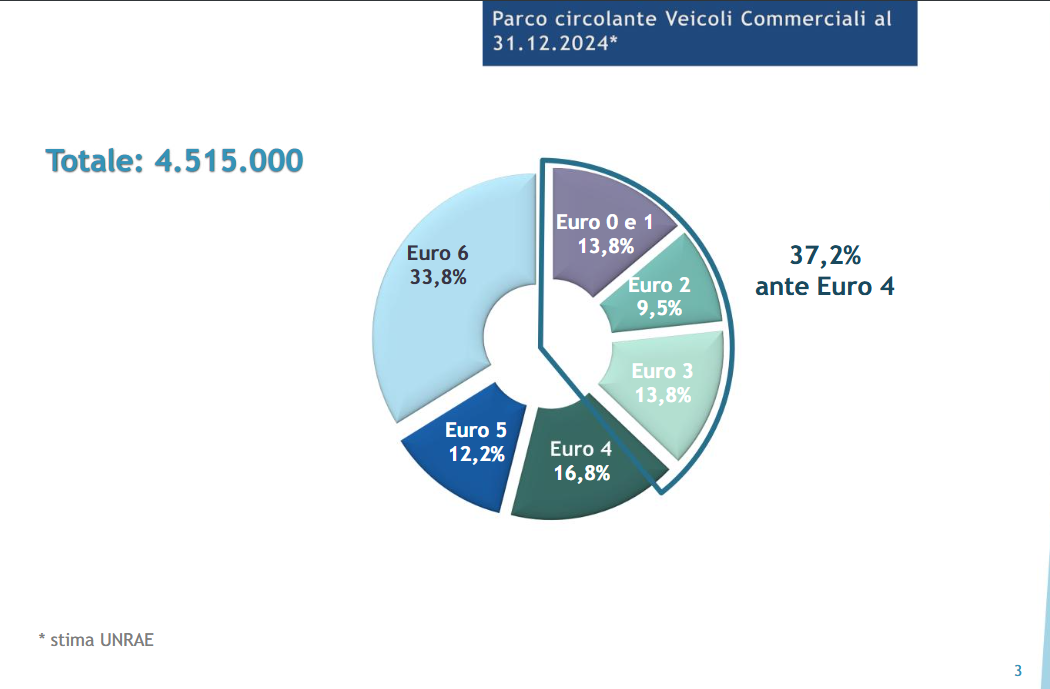 Parco circolante Veicoli Commerciali al
31.12.2024*
Totale: 4.515.000
Euro 0 e 1
13,8%
Euro 2
9,5%
Euro 3
13,8%
Euro 4
16,8%
Euro 5
12,2%
Euro 6
33,8%
37,2%
ante Euro 4
* stima UNRAE
3